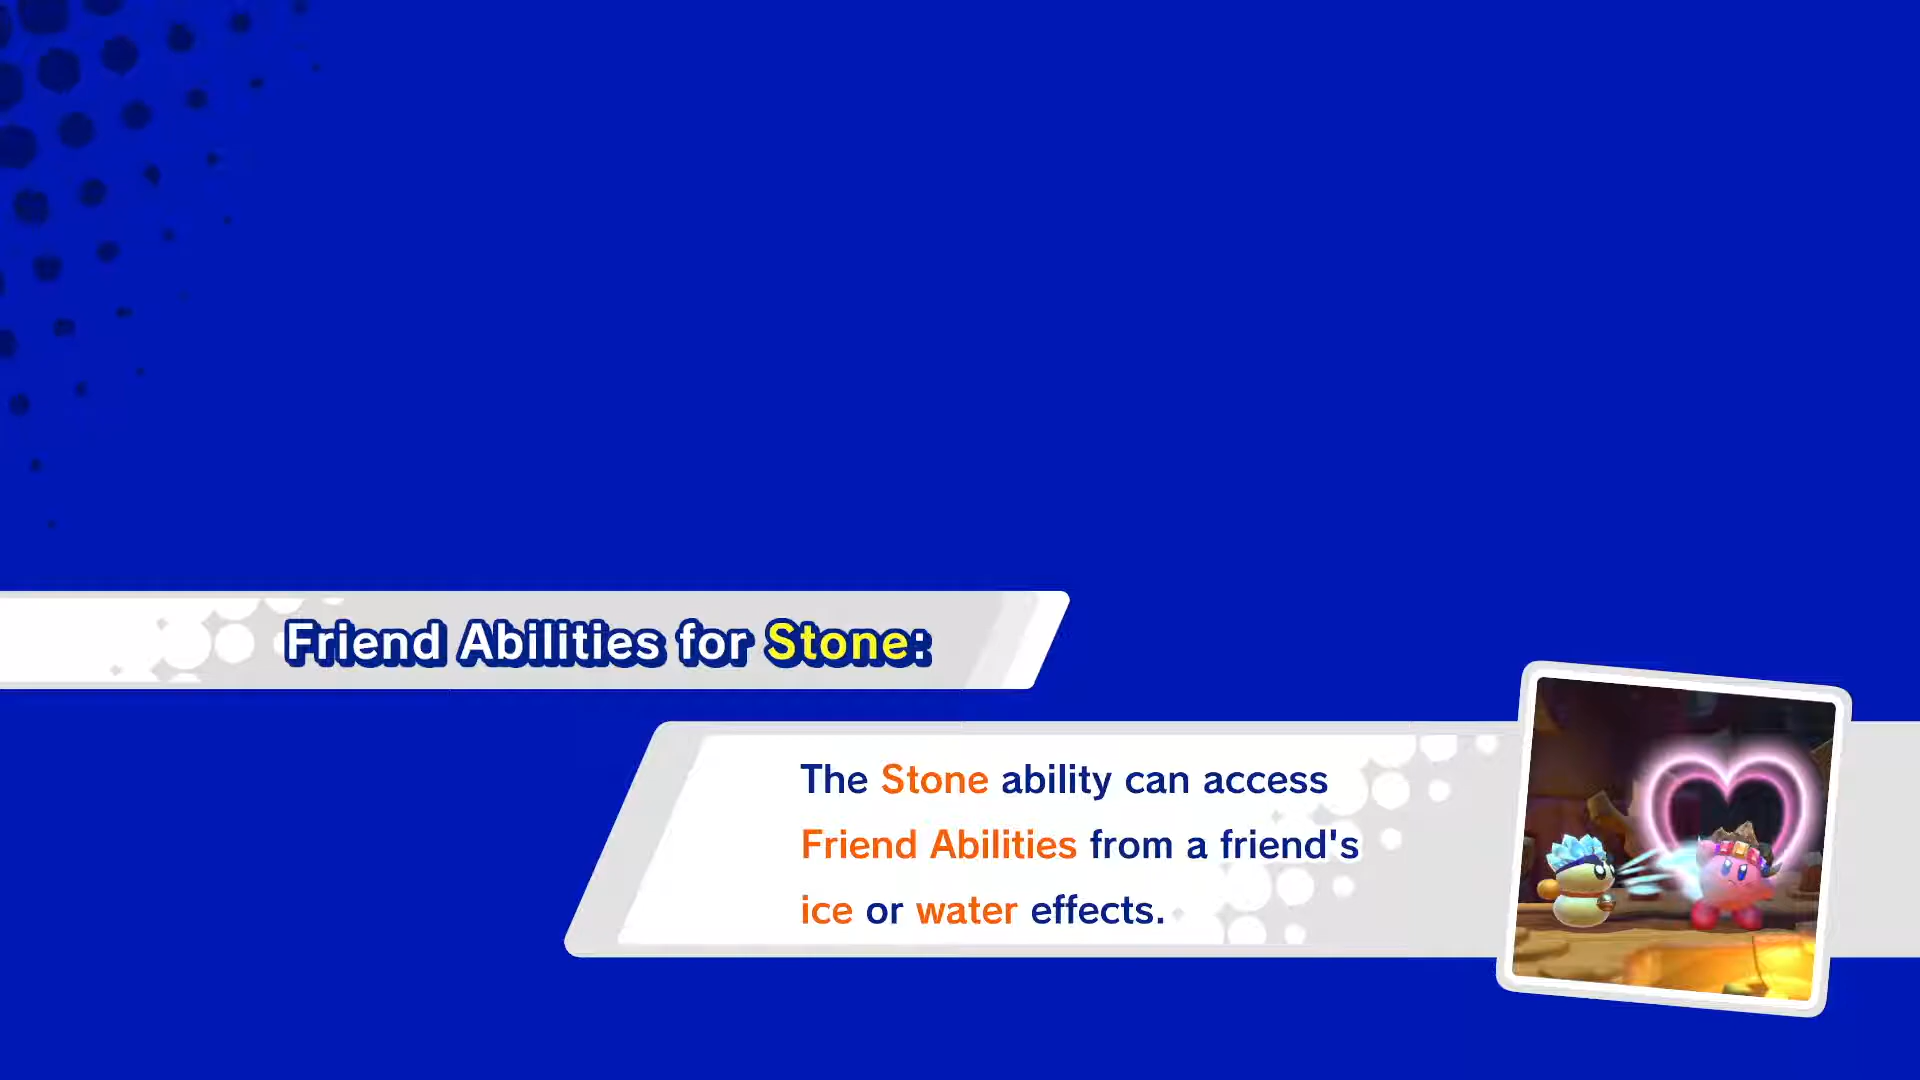 Friend Abilities for Stone:
The Stone ability can access
Friend Abilities from a friend's
ice or water effects.